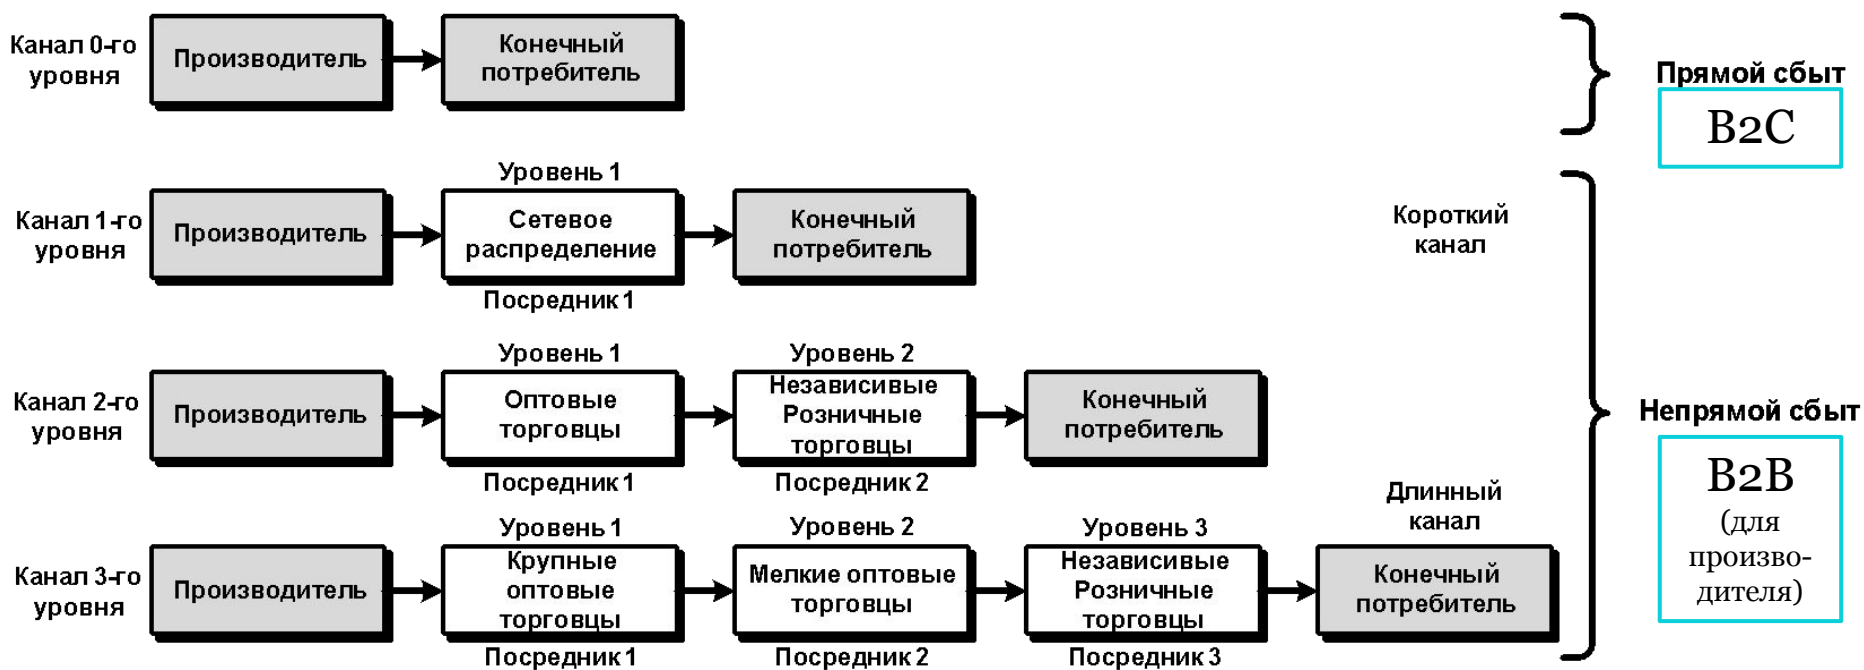 Канал 0-го
уровня
Производитель
Конечный
потребитель
Прямой сбыт
B2C
Канал 1-го
уровня
Производитель
Уровень 1
Сетевое
распределение
Посредник 1
Конечный
потребитель
Короткий
канал
Канал 2-го
уровня
Производитель
Уровень 1
Оптовые
торговцы
Посредник 1
Уровень 2
Независивые
Розничные
торговцы
Посредник 2
Конечный
потребитель
Непрямой сбыт
B2B
(для
произво-
дителя)
Длинный
канал
Канал 3-го
уровня
Производитель
Уровень 1
Крупные
оптовые
торговцы
Посредник 1
Уровень 2
Мелкие оптовые
торговцы
Посредник 2
Уровень 3
Независивые
Розничные
торговцы
Посредник 3
Конечный
потребитель